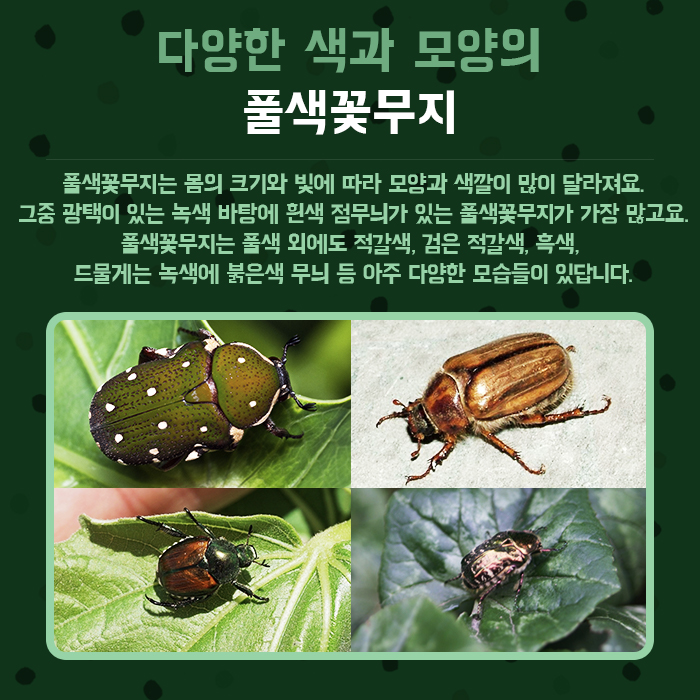 다양한 색과 모양의
풀색꽃무지
풀색꽃무지는 몸의 크기와 빛에 따라 모양과 색깔이 많이 달라져요.
그중 광택이 있는 녹색 바탕에 흰색 점무늬가 있는 풀색꽃무지가 가장 많고요.
풀색꽃무지는 풀색 외에도 적갈색, 검은 적갈색, 흑색,
드물게는 녹색에 붉은색 무늬 등 아주 다양한 모습들이 있답니다.